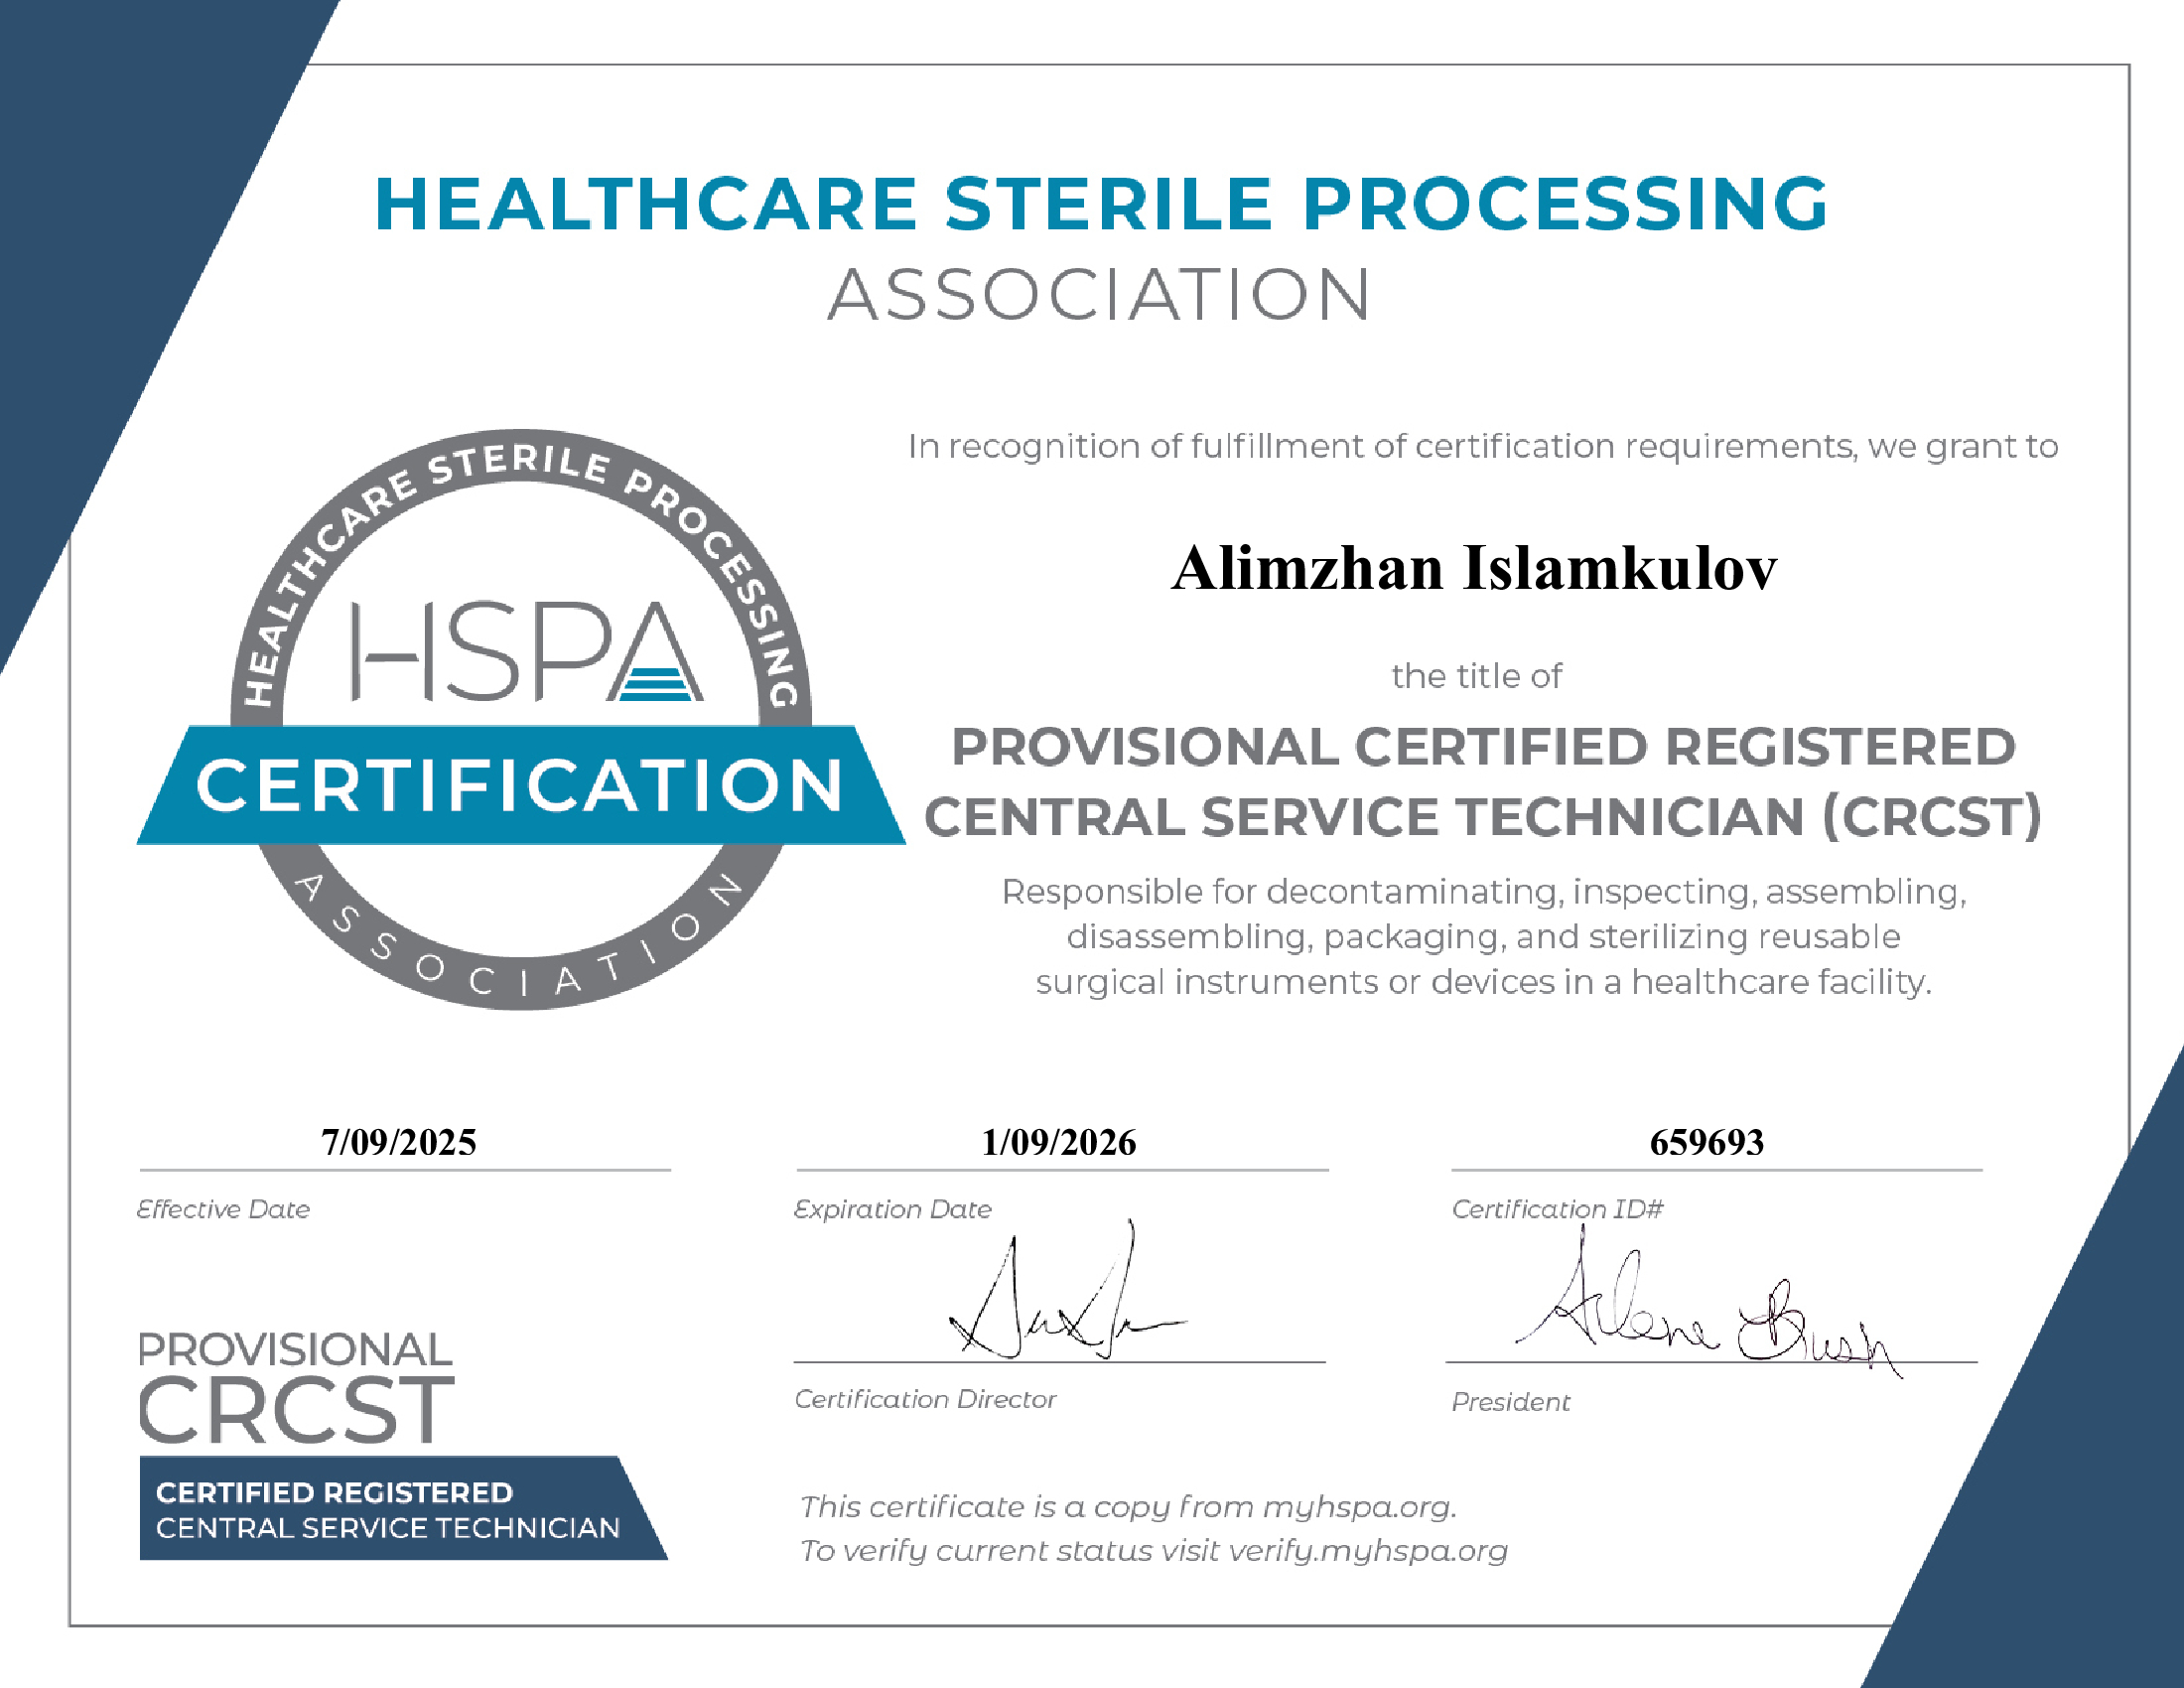 HEALTHCARE STERILE PROCESSING
ASSOCIATION
HEALTHCARE STERILE PROCESSING
HSPA
CERTIFICATION
ASSOCIATION
In recognition of fulfillment of certification requirements, we grant to
Alimzhan Islamkulov
the title of
PROVISIONAL CERTIFIED REGISTERED
CENTRAL SERVICE TECHNICIAN (CRCST)
Responsible for decontaminating, inspecting, assembling,
disassembling, packaging, and sterilizing reusable
surgical instruments or devices in a healthcare facility.
7/09/2025
Effective Date
1/09/2026
Expiration Date
659693
Certification ID#
Certification Director
Arlene Bush
President
PROVISIONAL
CRCST
CERTIFIED REGISTERED
CENTRAL SERVICE TECHNICIAN
This certificate is a copy from myhspa.org.
To verify current status visit verify.myhspa.org